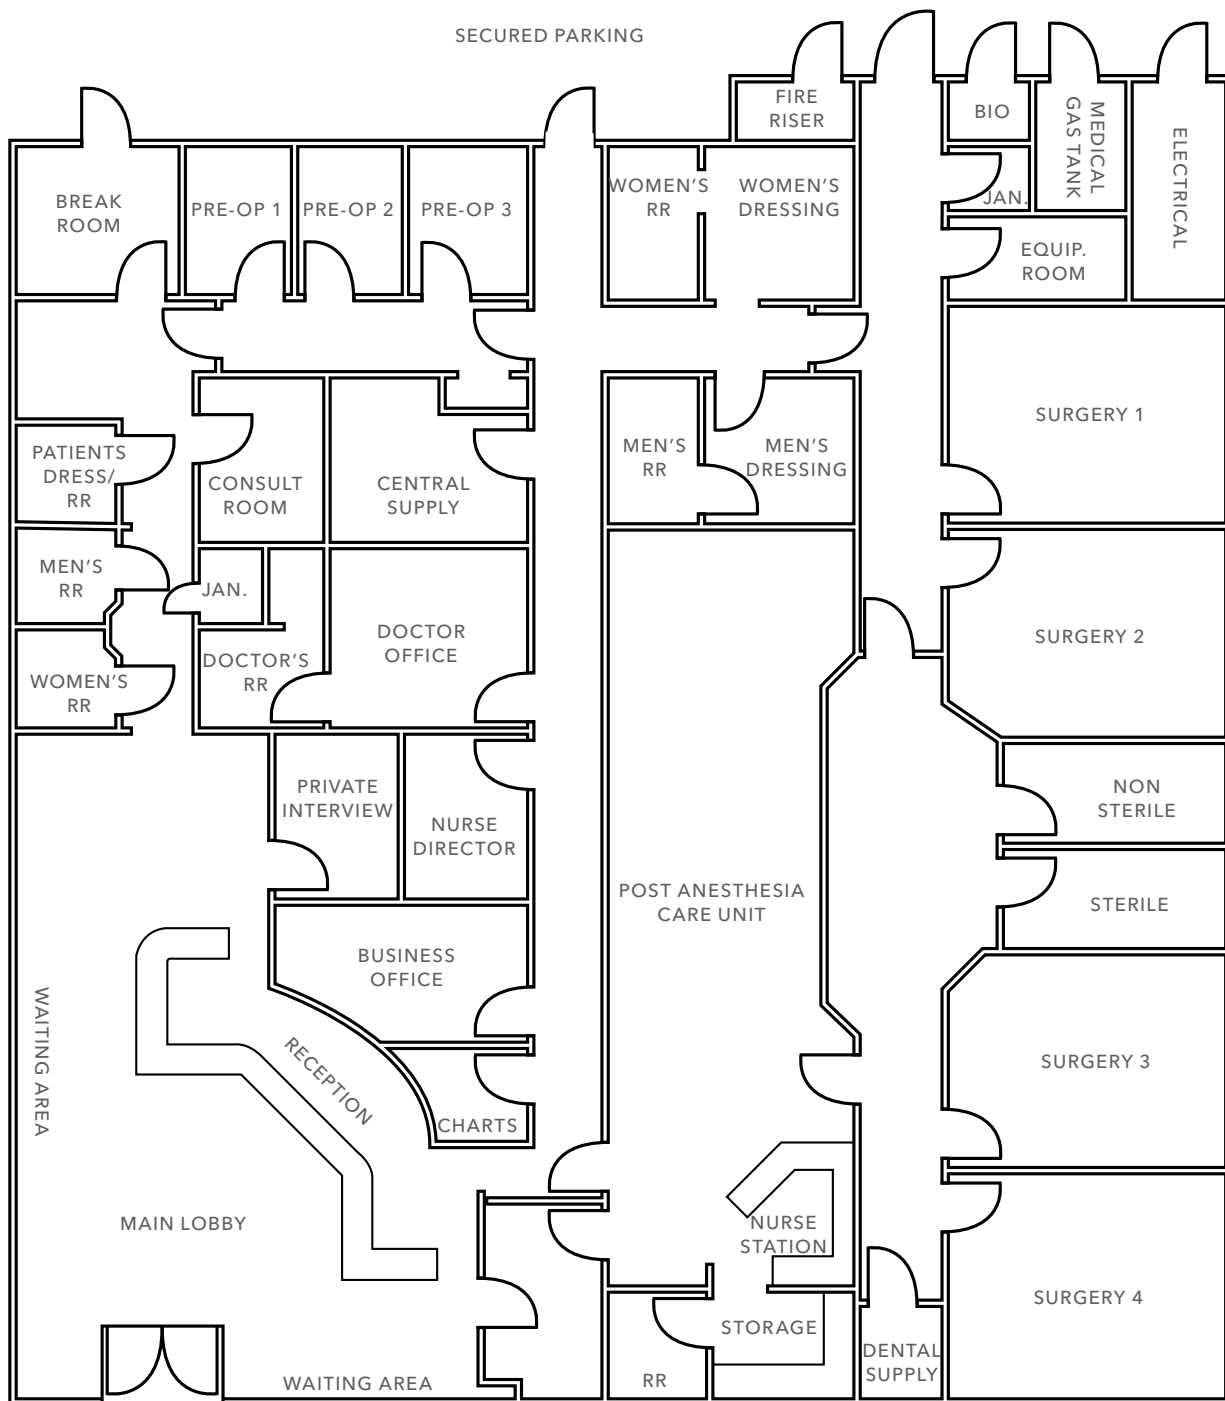 SECURED PARKING
FIRE
RISER
BIO
MEDICAL
GAS TANK
ELECTRICAL
BREAK
ROOM
PRE-OP 1
PRE-OP 2
PRE-OP 3
WOMEN'S
RR
WOMEN'S
DRESSING
JAN.
EQUIP.
ROOM
SURGERY 1
PATIENTS
DRESS/
RR
CONSULT
ROOM
CENTRAL
SUPPLY
MEN'S
RR
MEN'S
DRESSING
MEN'S
RR
JAN.
DOCTOR
OFFICE
SURGERY 2
WOMEN'S
RR
DOCTOR'S
RR
PRIVATE
INTERVIEW
NURSE
DIRECTOR
NON
STERILE
POST ANESTHESIA
CARE UNIT
STERILE
BUSINESS
OFFICE
WAITING AREA
RECEPTION
CHARTS
SURGERY 3
MAIN LOBBY
NURSE
STATION
SURGERY 4
STORAGE
DENTAL
SUPPLY
WAITING AREA
RR